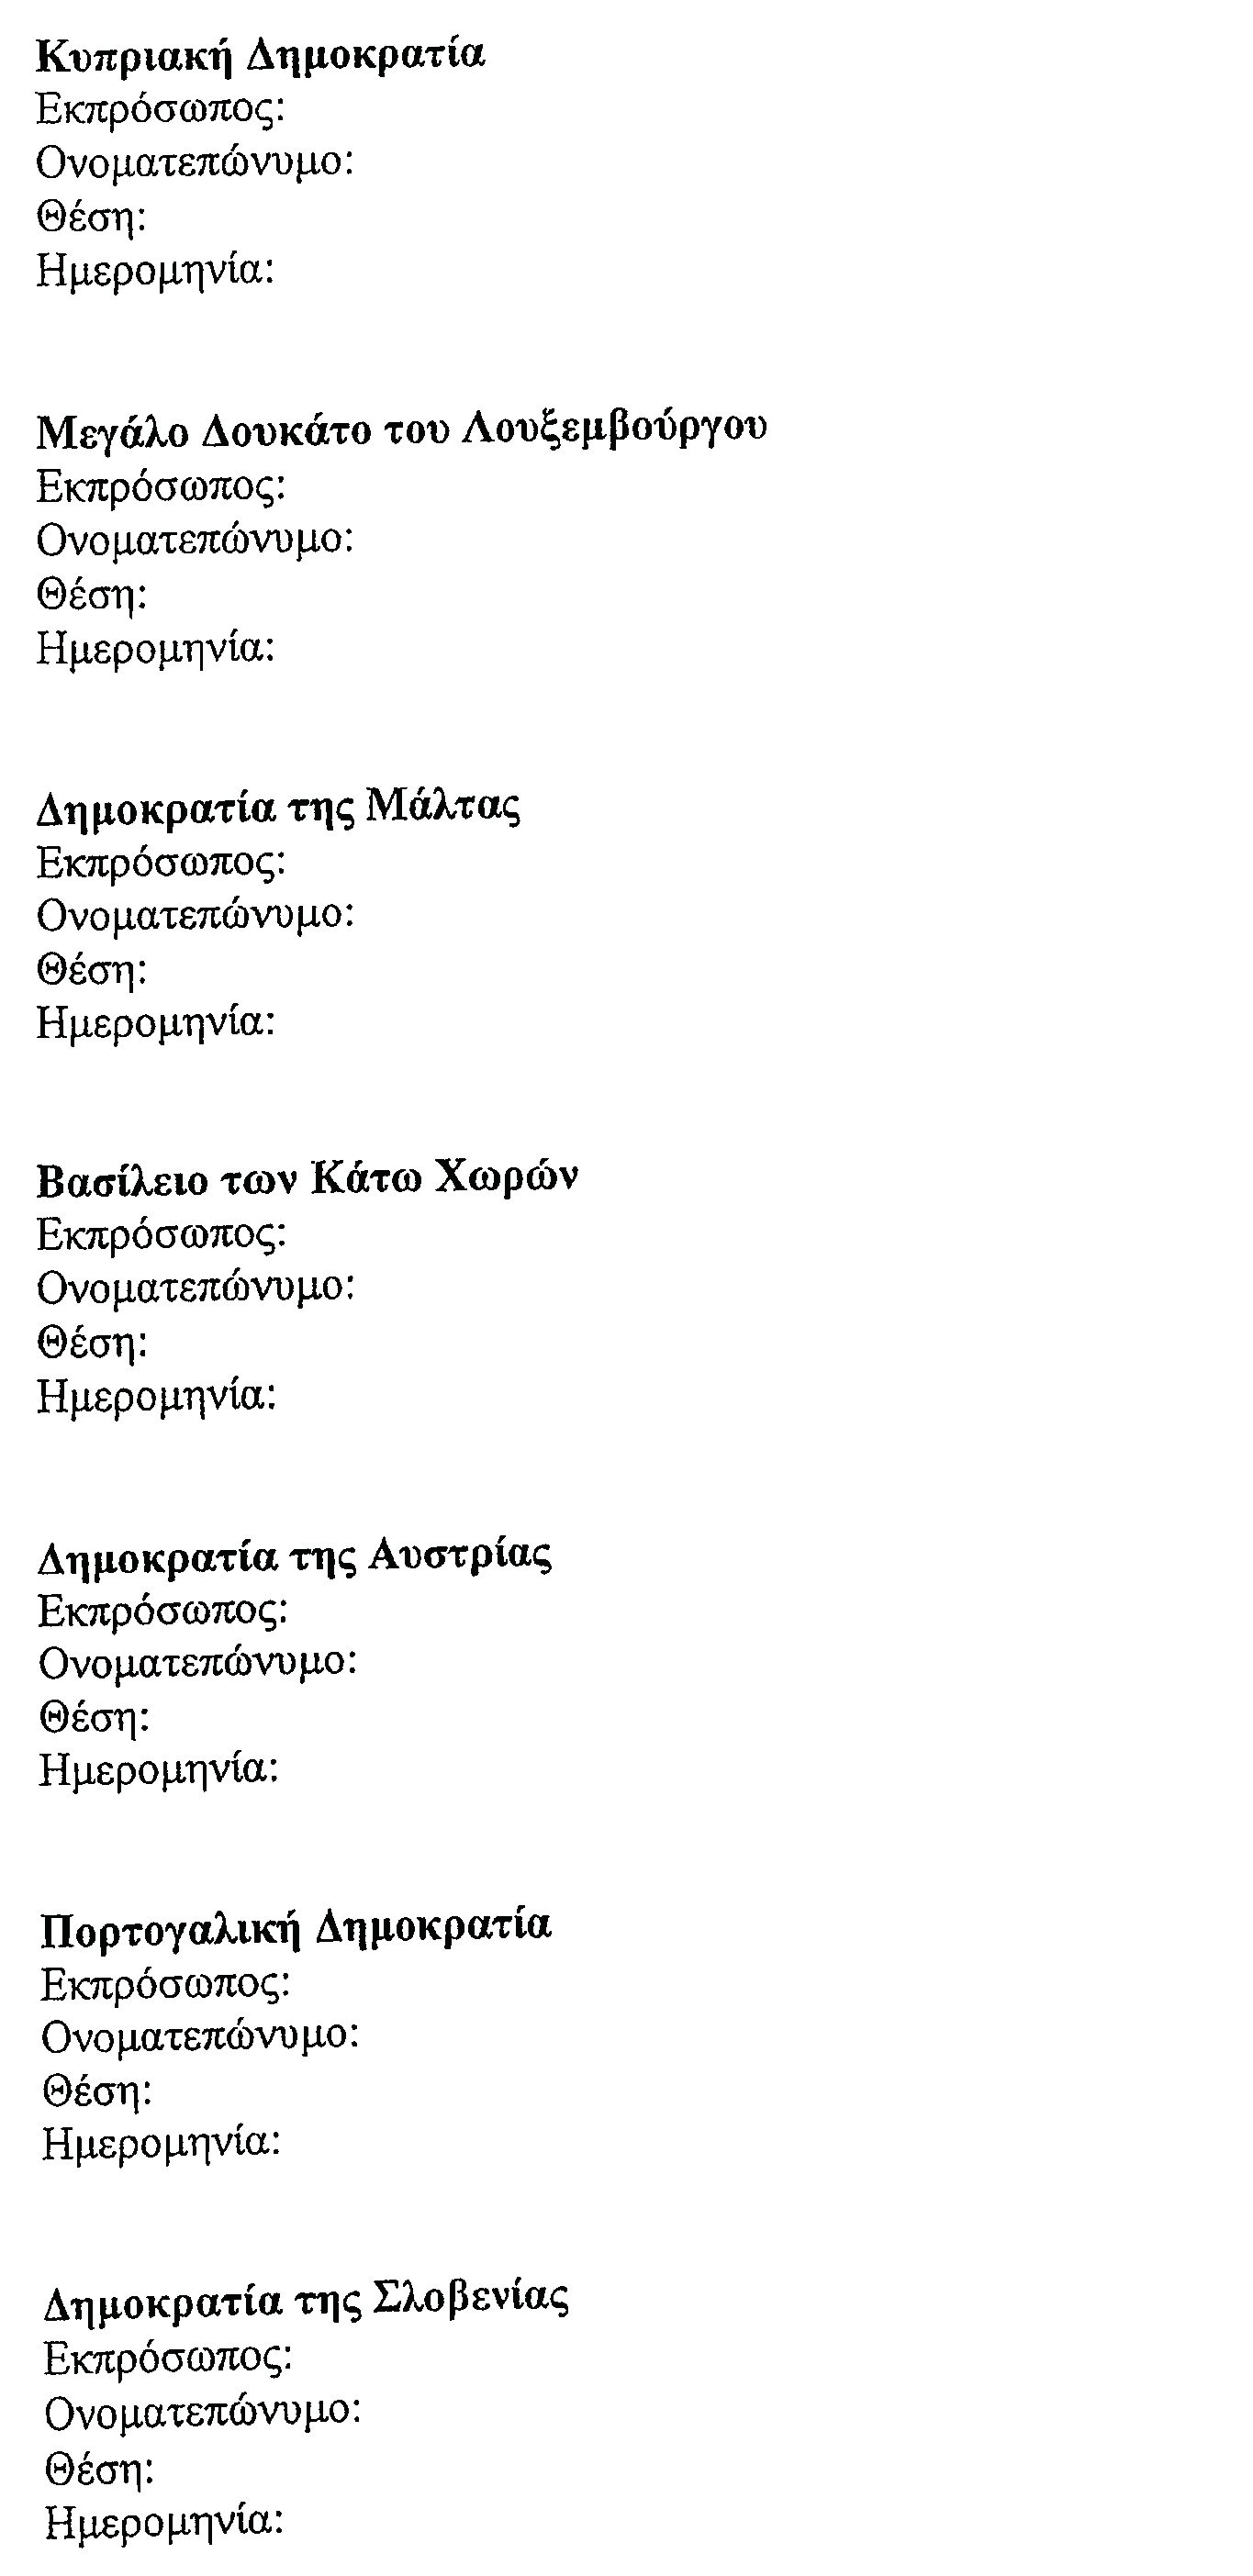 Κυπριακή Δημοκρατία
Εκπρόσωπος:
Ονοματεπώνυμο:
Θέση:
Ημερομηνία:
Μεγάλο Δουκάτο του Λουξεμβούργου
Εκπρόσωπος:
Ονοματεπώνυμο:
Θέση:
Ημερομηνία:
Δημοκρατία της Μάλτας
Εκπρόσωπος:
Ονοματεπώνυμο:
Θέση:
Ημερομηνία:
Βασίλειο των Κάτω Χωρών
Εκπρόσωπος:
Ονοματεπώνυμο:
Θέση:
Ημερομηνία:
Δημοκρατία της Αυστρίας
Εκπρόσωπος:
Ονοματεπώνυμο:
Θέση:
Ημερομηνία:
Πορτογαλική Δημοκρατία
Εκπρόσωπος:
Ονοματεπώνυμο:
Θέση:
Ημερομηνία:
Δημοκρατία της Σλοβενίας
Εκπρόσωπος:
Ονοματεπώνυμο:
Θέση:
Ημερομηνία: